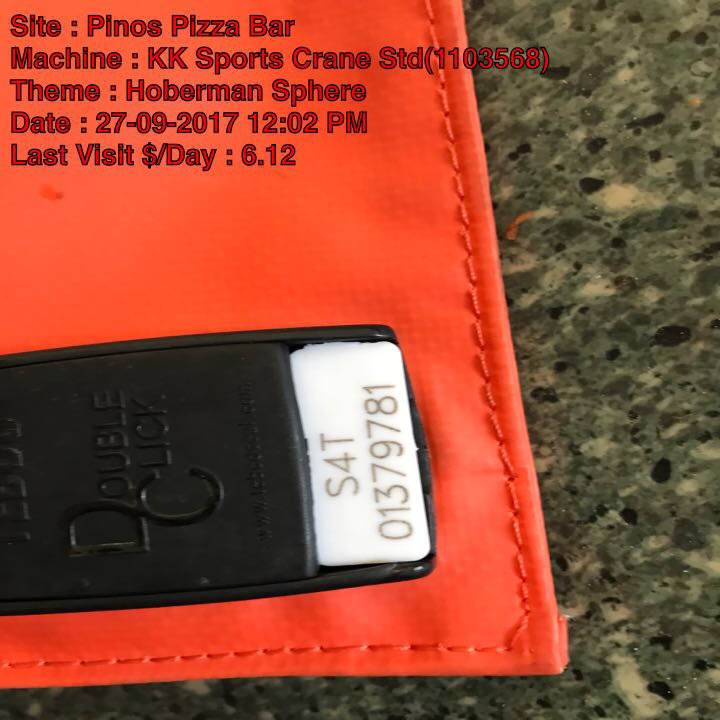 Site : Pinos Pizza Bar
Machine : KK Sports Crane Std(1103568)
Theme : Hoberman Sphere
Date : 27-09-2017 12:02 PM
Last Visit $/Day : 6.12
DOUBLE
CLICK
S4T
01379781